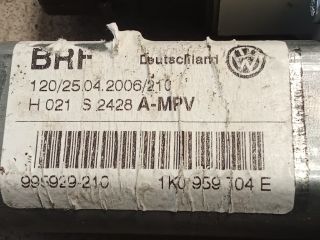 BRF Deutschland
120/25.04.2006/210
H 021 S 2428 A-MPV
995929-210 1K0 959 704 E